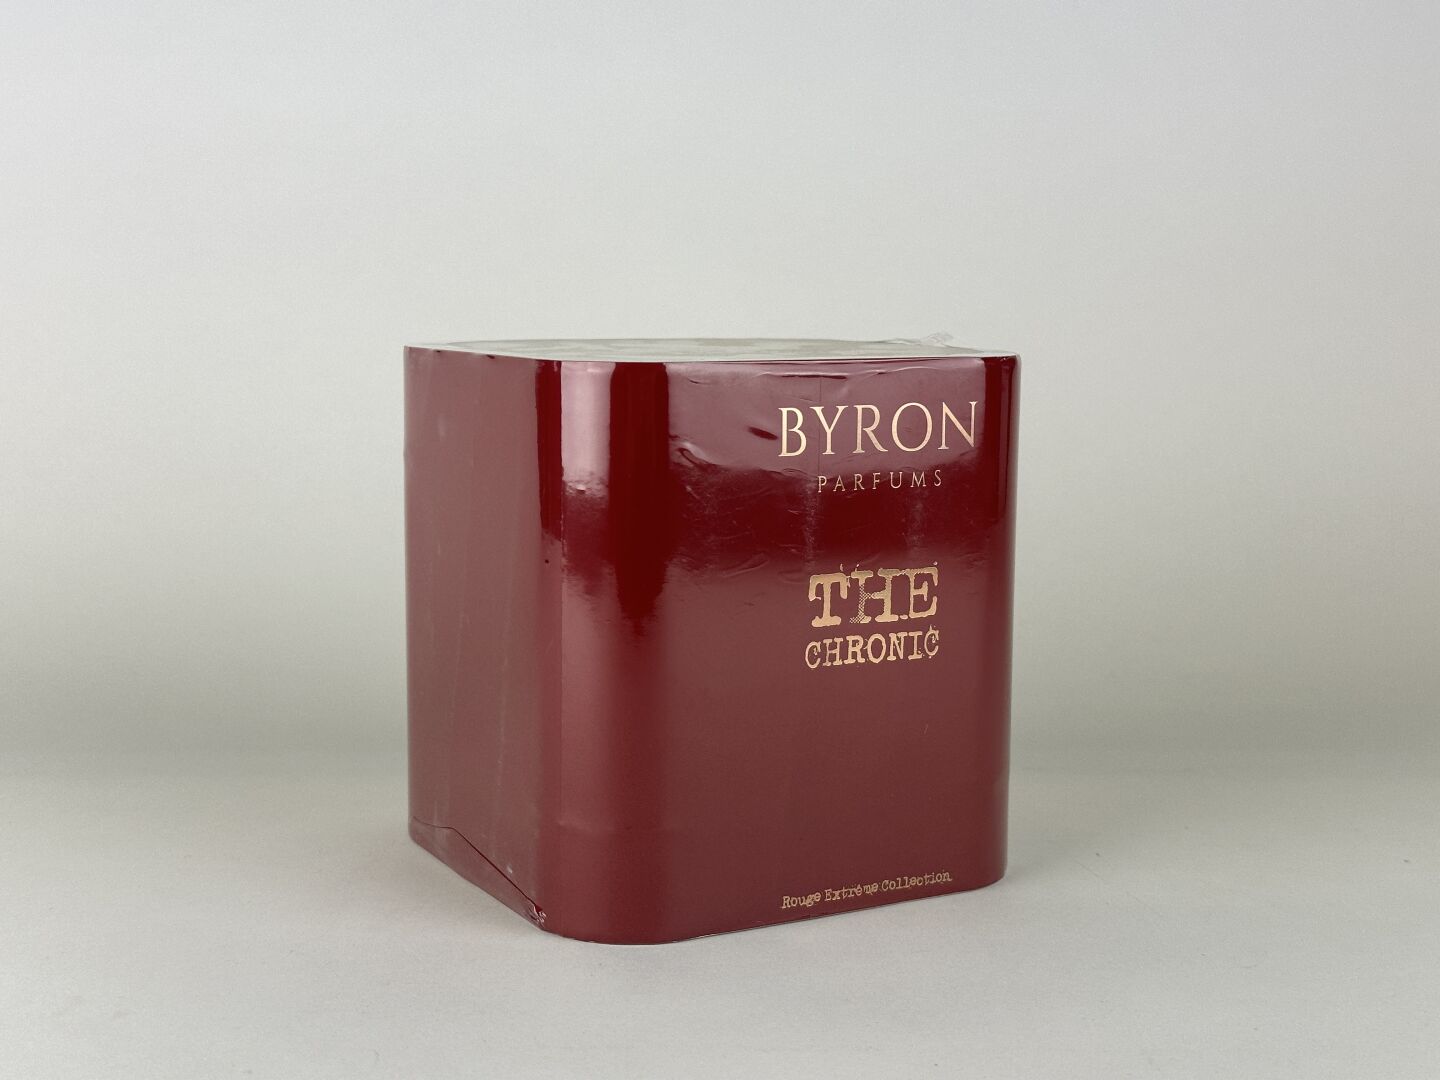 BYRON
PARFUMS
THE
CHRONIC
Rouge Extrême Collection